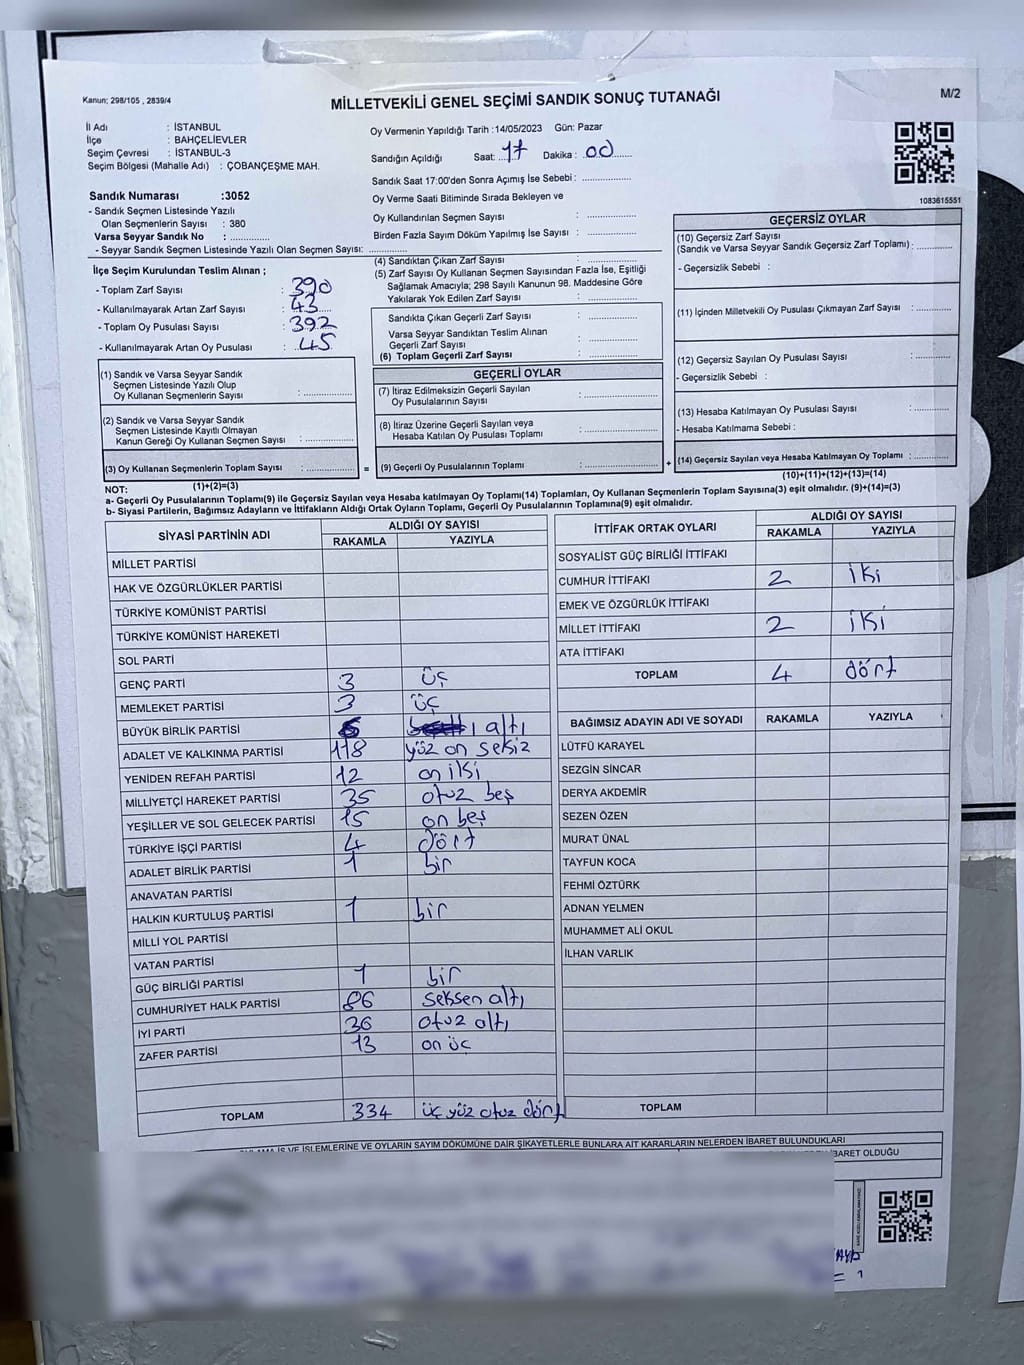 Kanun; 298/105 , 2839/4
MİLLETVEKİLİ GENEL SEÇİMİ SANDIK SONUÇ TUTANAĞI
M/2
İl Adı : İSTANBUL
İlçe : BAHÇELİEVLER
Seçim Çevresi : İSTANBUL-3
Seçim Bölgesi (Mahalle Adı) : ÇOBANÇEŞME MAH.
Sandık Numarası :3052
- Sandık Seçmen Listesinde Yazılı
Olan Seçmenlerin Sayısı : 380
Varsa Seyyar Sandık No : ..............
- Seyyar Sandık Seçmen Listesinde Yazılı Olan Seçmen Sayısı: ..............
İlçe Seçim Kurulundan Teslim Alınan ;
- Toplam Zarf Sayısı : 390
- Kullanılmayarak Artan Zarf Sayısı : 43
- Toplam Oy Pusulası Sayısı : 392
- Kullanılmayarak Artan Oy Pusulası : 45
(1) Sandık ve Varsa Seyyar Sandık
Seçmen Listesinde Yazılı Olup
Oy Kullanan Seçmenlerin Sayısı : ..............
(2) Sandık ve Varsa Seyyar Sandık
Seçmen Listesinde Kayıtlı Olmayan
Kanun Gereği Oy Kullanan Seçmen Sayısı : ..............
(3) Oy Kullanan Seçmenlerin Toplam Sayısı : ..............
(1)+(2)=(3)
Oy Vermenin Yapıldığı Tarih :14/05/2023 Gün: Pazar
Sandığın Açıldığı Saat: 17 Dakika : 00
Sandık Saat 17:00'den Sonra Açımış İse Sebebi : ..............
Oy Verme Saati Bitiminde Sırada Bekleyen ve
Oy Kullandırılan Seçmen Sayısı : ..............
Birden Fazla Sayım Döküm Yapılmış İse Sayısı : ..............
(4) Sandıktan Çıkan Zarf Sayısı : ..............
(5) Zarf Sayısı Oy Kullanan Seçmen Sayısından Fazla İse, Eşitliği
Sağlamak Amacıyla; 298 Sayılı Kanunun 98. Maddesine Göre
Yakılarak Yok Edilen Zarf Sayısı : ..............
Sandıkta Çıkan Geçerli Zarf Sayısı : ..............
Varsa Seyyar Sandıktan Teslim Alınan
Geçerli Zarf Sayısı : ..............
(6) Toplam Geçerli Zarf Sayısı : ..............
GEÇERLİ OYLAR
(7) İtiraz Edilmeksizin Geçerli Sayılan
Oy Pusulalarının Sayısı : ..............
(8) İtiraz Üzerine Geçerli Sayılan veya
Hesaba Katılan Oy Pusulası Toplamı : ..............
= (9) Geçerli Oy Pusulalarının Toplamı : ..............
1083615551
GEÇERSİZ OYLAR
(10) Geçersiz Zarf Sayısı
(Sandık ve Varsa Seyyar Sandık Geçersiz Zarf Toplamı) : ..............
- Geçersizlik Sebebi :
(11) İçinden Milletvekili Oy Pusulası Çıkmayan Zarf Sayısı : ..............
(12) Geçersiz Sayılan Oy Pusulası Sayısı : ..............
- Geçersizlik Sebebi :
(13) Hesaba Katılmayan Oy Pusulası Sayısı : ..............
- Hesaba Katılmama Sebebi :
+ (14) Geçersiz Sayılan veya Hesaba Katılmayan Oy Toplamı : ..............
(10)+(11)+(12)+(13)=(14)
NOT:
a- Geçerli Oy Pusulalarının Toplamı(9) ile Geçersiz Sayılan veya Hesaba katılmayan Oy Toplamı(14) Toplamları, Oy Kullanan Seçmenlerin Toplam Sayısına(3) eşit olmalıdır. (9)+(14)=(3)
b- Siyasi Partilerin, Bağımsız Adayların ve İttifakların Aldığı Ortak Oyların Toplamı, Geçerli Oy Pusulalarının Toplamına(9) eşit olmalıdır.
SİYASİ PARTİNİN ADI ALDIĞI OY SAYISI
RAKAMLA YAZIYLA
MİLLET PARTİSİ
HAK VE ÖZGÜRLÜKLER PARTİSİ
TÜRKİYE KOMÜNİST PARTİSİ
TÜRKİYE KOMÜNİST HAREKETİ
SOL PARTİ
GENÇ PARTİ 3 üç
MEMLEKET PARTİSİ 3 üç
BÜYÜK BİRLİK PARTİSİ 6 altı
ADALET VE KALKINMA PARTİSİ 118 yüz on sekiz
YENİDEN REFAH PARTİSİ 12 on iki
MİLLİYETÇİ HAREKET PARTİSİ 35 otuz beş
YEŞİLLER VE SOL GELECEK PARTİSİ 15 on beş
TÜRKİYE İŞÇİ PARTİSİ 4 dört
ADALET BİRLİK PARTİSİ 1 bir
ANAVATAN PARTİSİ
HALKIN KURTULUŞ PARTİSİ 1 bir
MİLLİ YOL PARTİSİ
VATAN PARTİSİ
GÜÇ BİRLİĞİ PARTİSİ 1 bir
CUMHURİYET HALK PARTİSİ 86 seksen altı
İYİ PARTİ 36 otuz altı
ZAFER PARTİSİ 13 on üç
TOPLAM 334 üç yüz otuz dört
İTTİFAK ORTAK OYLARI ALDIĞI OY SAYISI
RAKAMLA YAZIYLA
SOSYALİST GÜÇ BİRLİĞİ İTTİFAKI
CUMHUR İTTİFAKI 2 iki
EMEK VE ÖZGÜRLÜK İTTİFAKI
MİLLET İTTİFAKI 2 iki
ATA İTTİFAKI
TOPLAM 4 dört
BAĞIMSIZ ADAYIN ADI VE SOYADI RAKAMLA YAZIYLA
LÜTFÜ KARAYEL
SEZGİN SİNCAR
DERYA AKDEMİR
SEZEN ÖZEN
MURAT ÜNAL
TAYFUN KOCA
FEHMİ ÖZTÜRK
ADNAN YELMEN
MUHAMMET ALİ OKUL
İLHAN VARLIK
TOPLAM
İŞ VE İŞLEMLERİNE VE OYLARIN SAYIM DÖKÜMÜNE DAİR ŞİKAYETLERLE BUNLARA AİT KARARLARIN NELERDEN İBARET BULUNDUKLARI
İBARET OLDUĞU